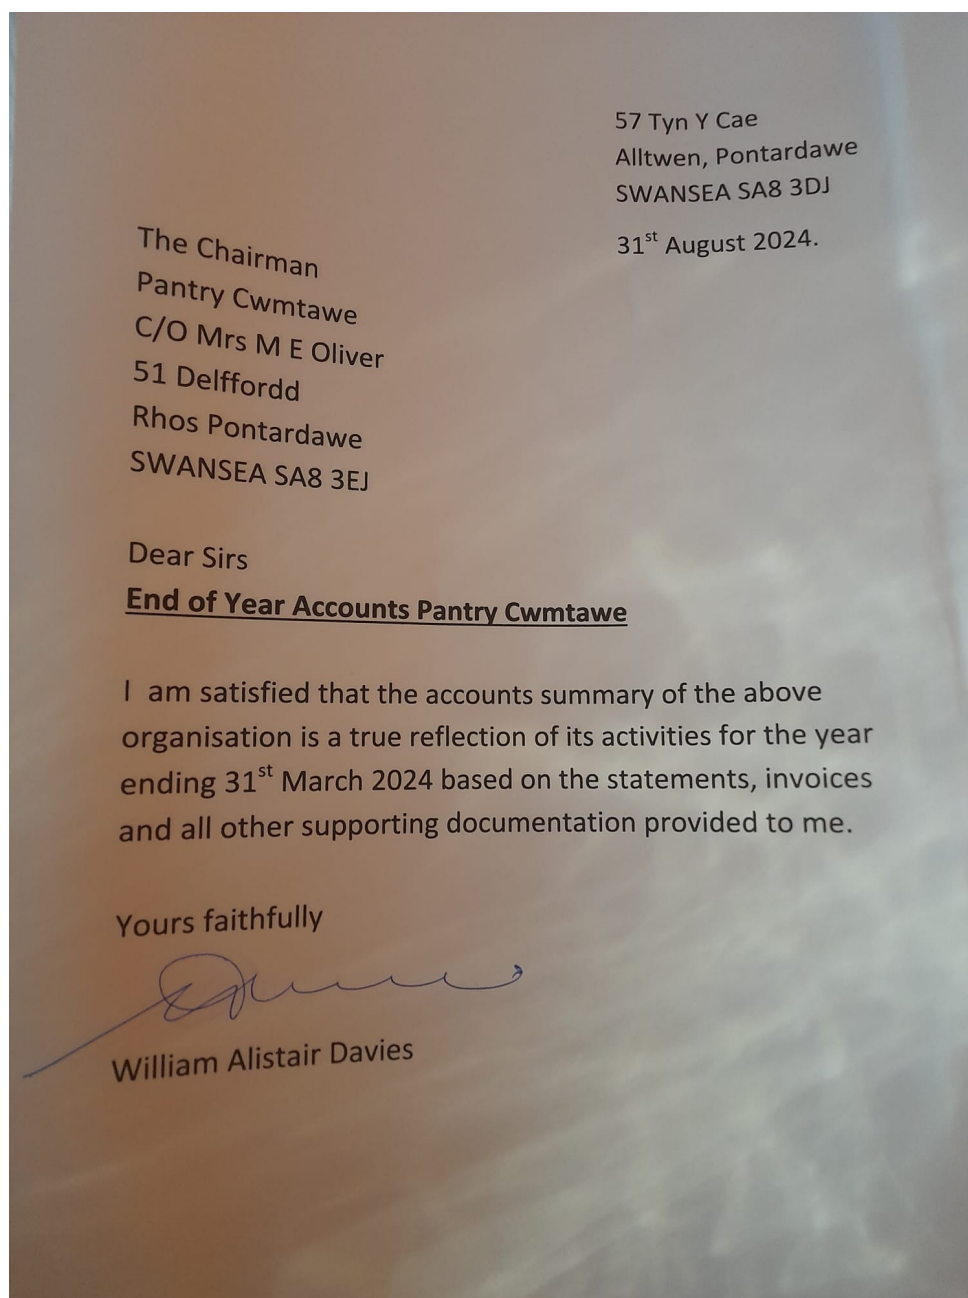 57 Tyn Y Cae
Alltwen, Pontardawe
SWANSEA SA8 3DJ
31st August 2024.
The Chairman
Pantry Cwmtawe
C/O Mrs M E Oliver
51 Delffordd
Rhos Pontardawe
SWANSEA SA8 3EJ
Dear Sirs
End of Year Accounts Pantry Cwmtawe
I am satisfied that the accounts summary of the above
organisation is a true reflection of its activities for the year
ending 31st March 2024 based on the statements, invoices
and all other supporting documentation provided to me.
Yours faithfully
William Alistair Davies